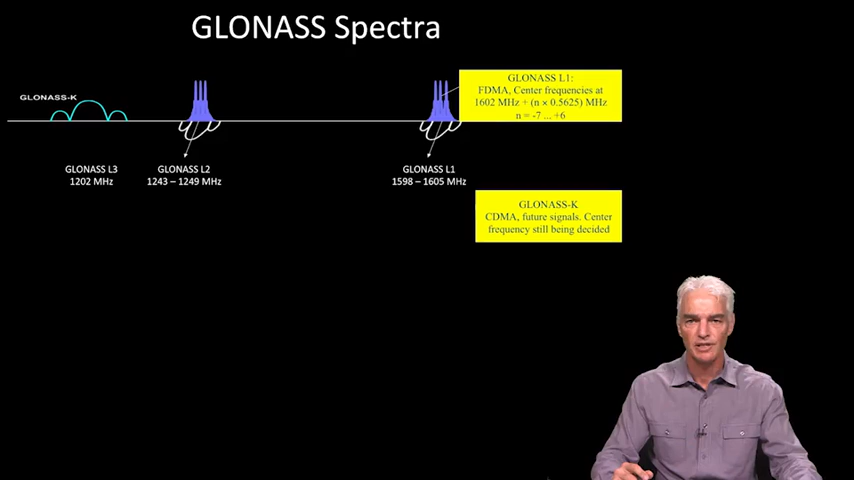 GLONASS Spectra
GLONASS L1:
FDMA, Center frequencies at
1602 MHz + (n × 0.5625) MHz
n = -7 ... +6
GLONASS-K
GLONASS L3
1202 MHz
GLONASS L2
1243 – 1249 MHz
GLONASS L1
1598 – 1605 MHz
GLONASS-K
CDMA, future signals. Center
frequency still being decided